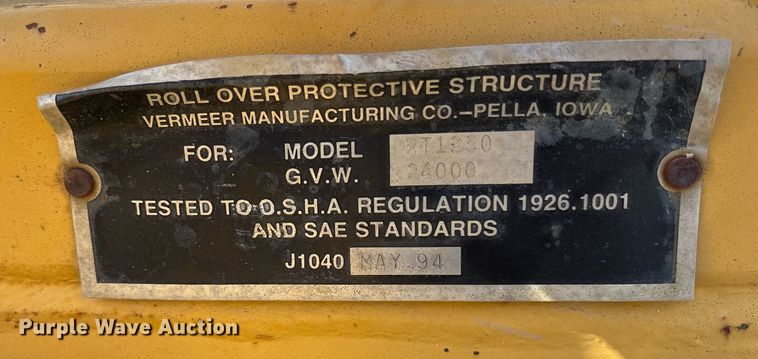 ROLL OVER PROTECTIVE STRUCTURE
VERMEER MANUFACTURING CO.-PELLA, IOWA
FOR: MODEL
G.V.W. 24000
TESTED TO O.S.H.A. REGULATION 1926.1001
AND SAE STANDARDS
J1040 MAY 94
Purple Wave Auction